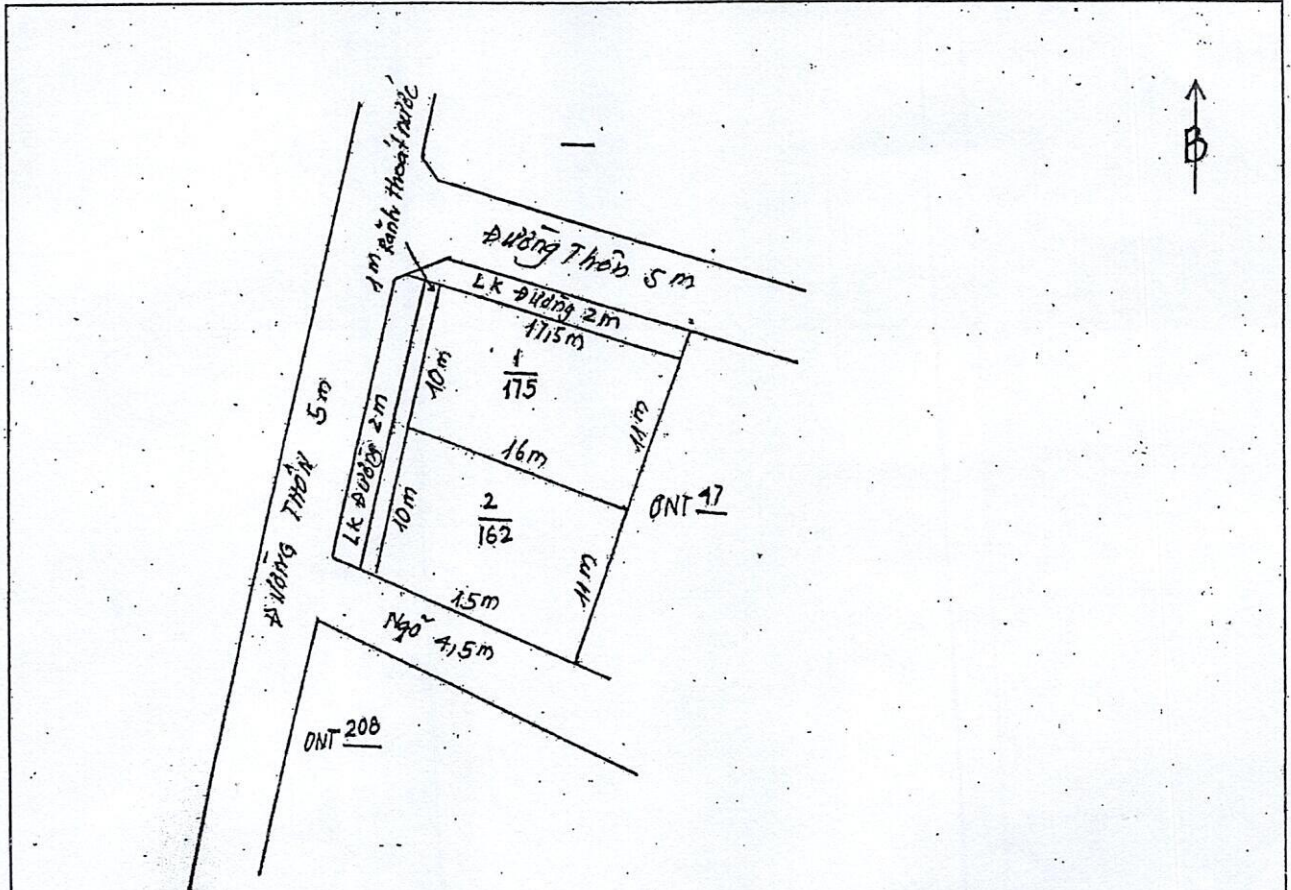 B
1m Rãnh thoát nước
Đường Thôn 5m
LK Đường 2m
17,5m
1
175
10m
11m
ĐƯỜNG THÔN 5m
LK Đường 2m
16m
2
162
10m
11m
ONT 47
15m
Ngõ 4,5m
ONT 208